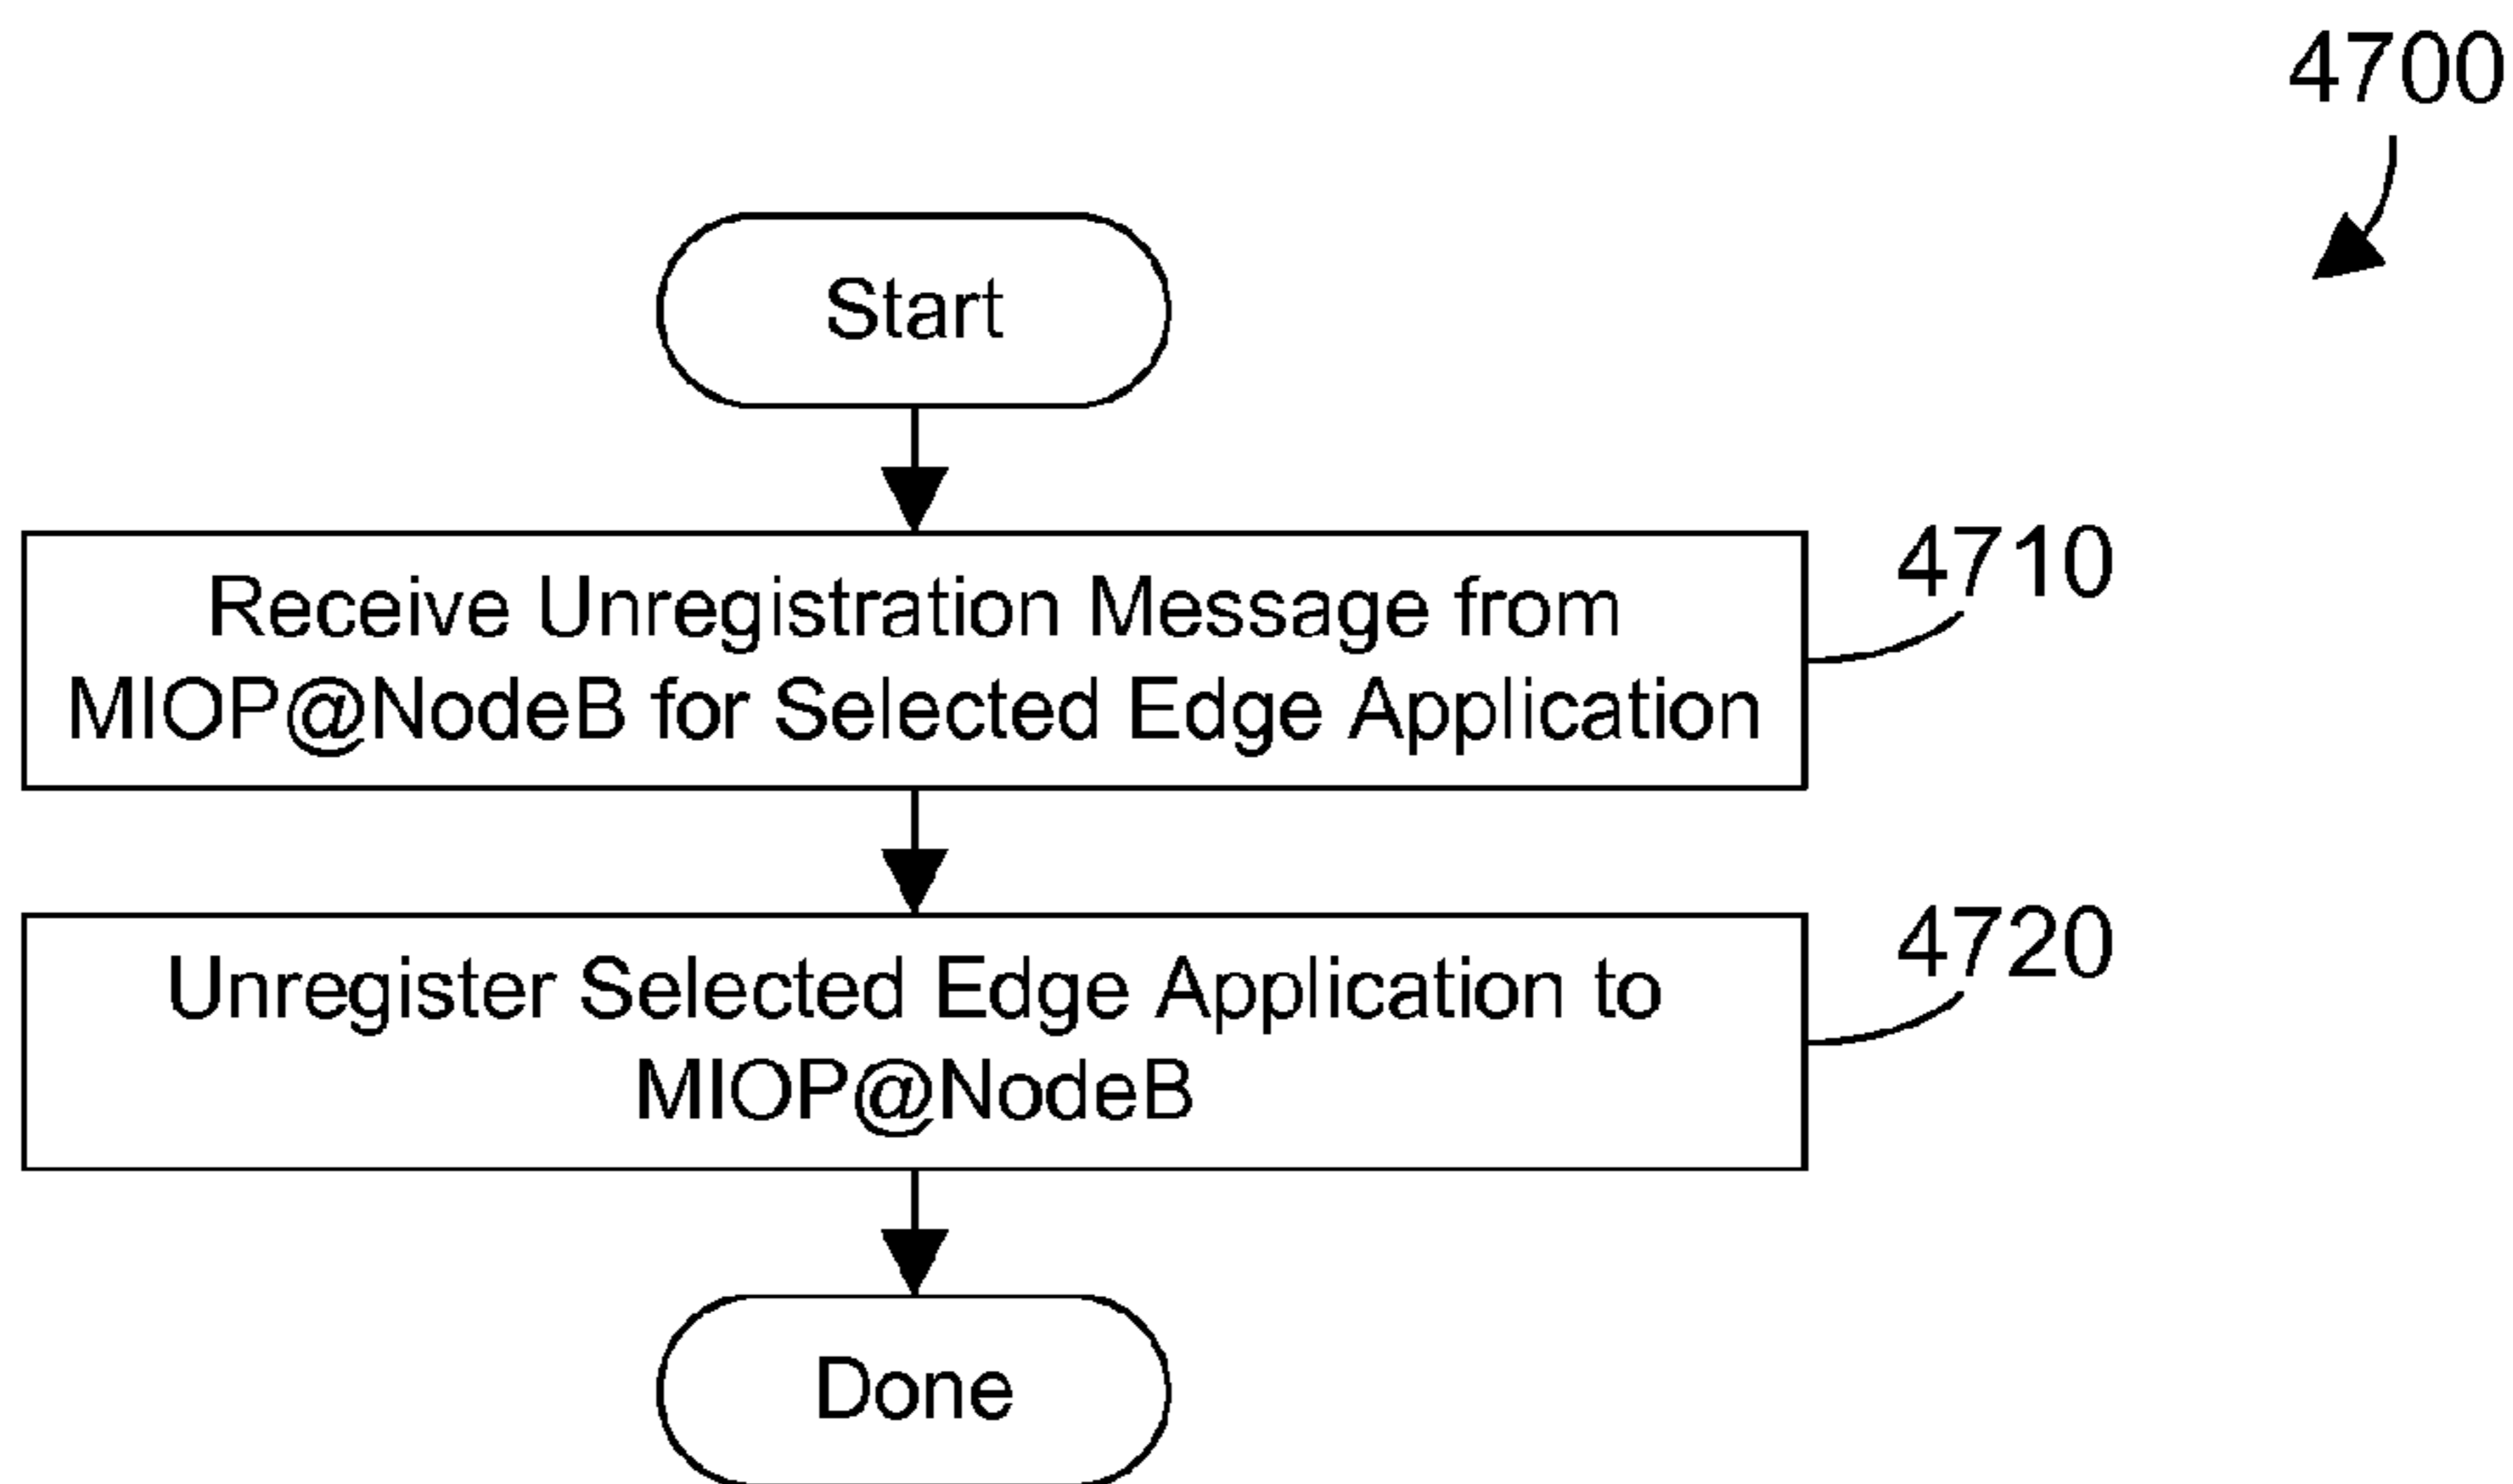 4700
Start
Receive Unregistration Message from
MIOP@NodeB for Selected Edge Application
4710
Unregister Selected Edge Application to
MIOP@NodeB
4720
Done